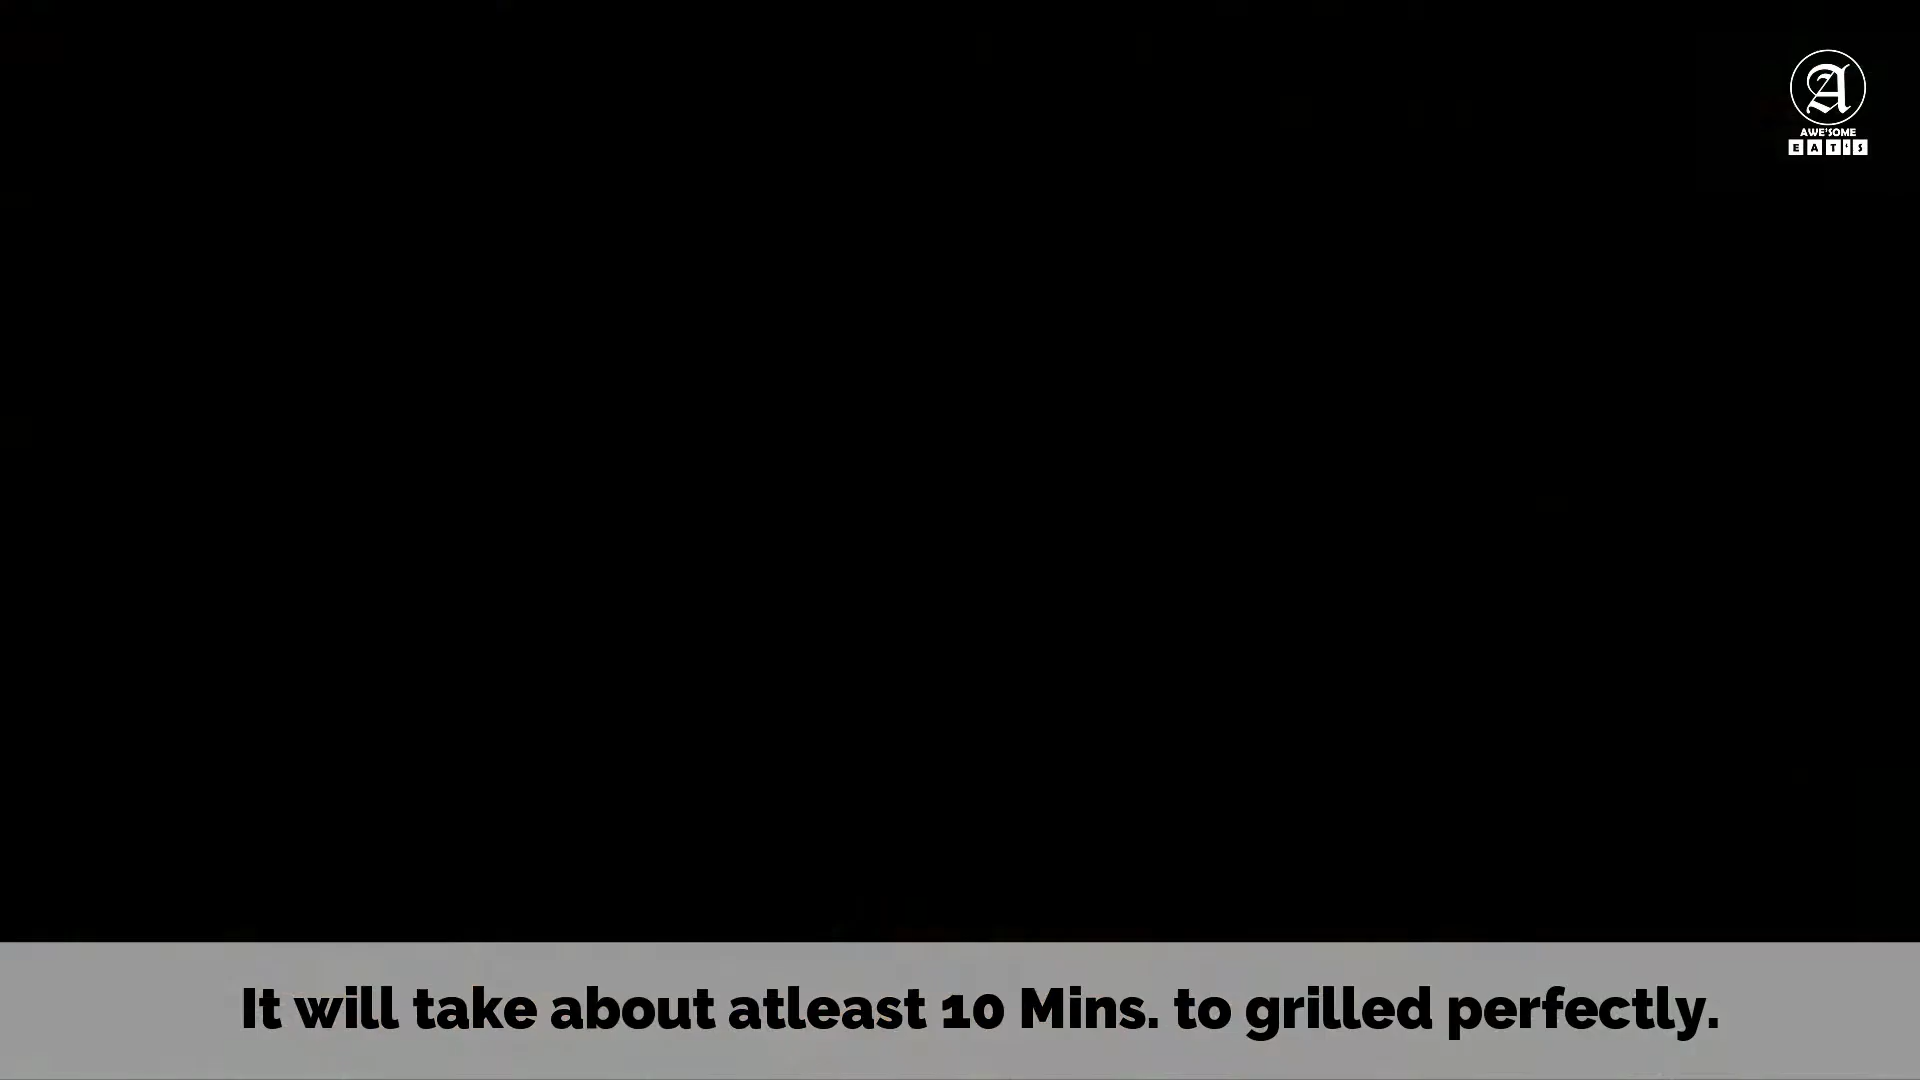 A
AWE'SOME
EAT'S
It will take about atleast 10 Mins. to grilled perfectly.